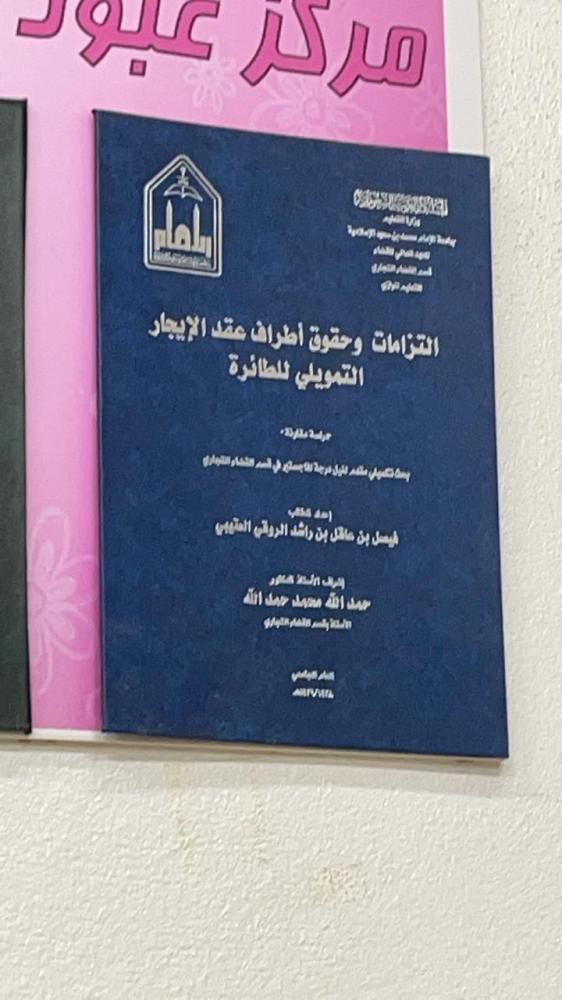 مركز عبود
المملكة العربية السعودية
وزارة التعليم
جامعة الإمام محمد بن سعود الإسلامية
المعهد العالي للقضاء
قسم القضاء التجاري
التعليم الموازي
التزامات وحقوق أطراف عقد الإيجار
التمويلي للطائرة
"دراسة مقارنة"
بحث تكميلي مقدم لنيل درجة الماجستير في قسم القضاء التجاري
إعداد الطالب
فيصل بن عاقل بن راشد الروقي العتيبي
إشراف الأستاذ الدكتور
حمد الله محمد حمد الله
الأستاذ بقسم القضاء التجاري
العام الجامعي